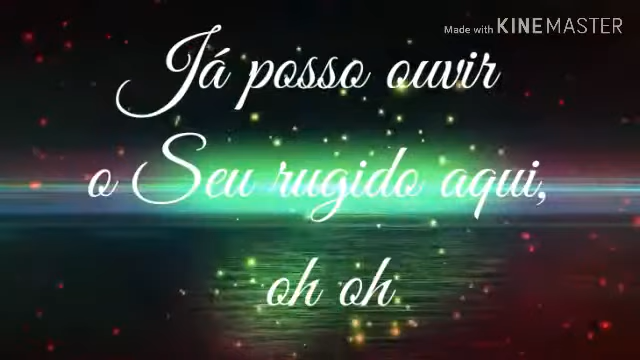 Made with KINEMASTER
Já posso ouvir
o Seu rugido aqui,
oh oh